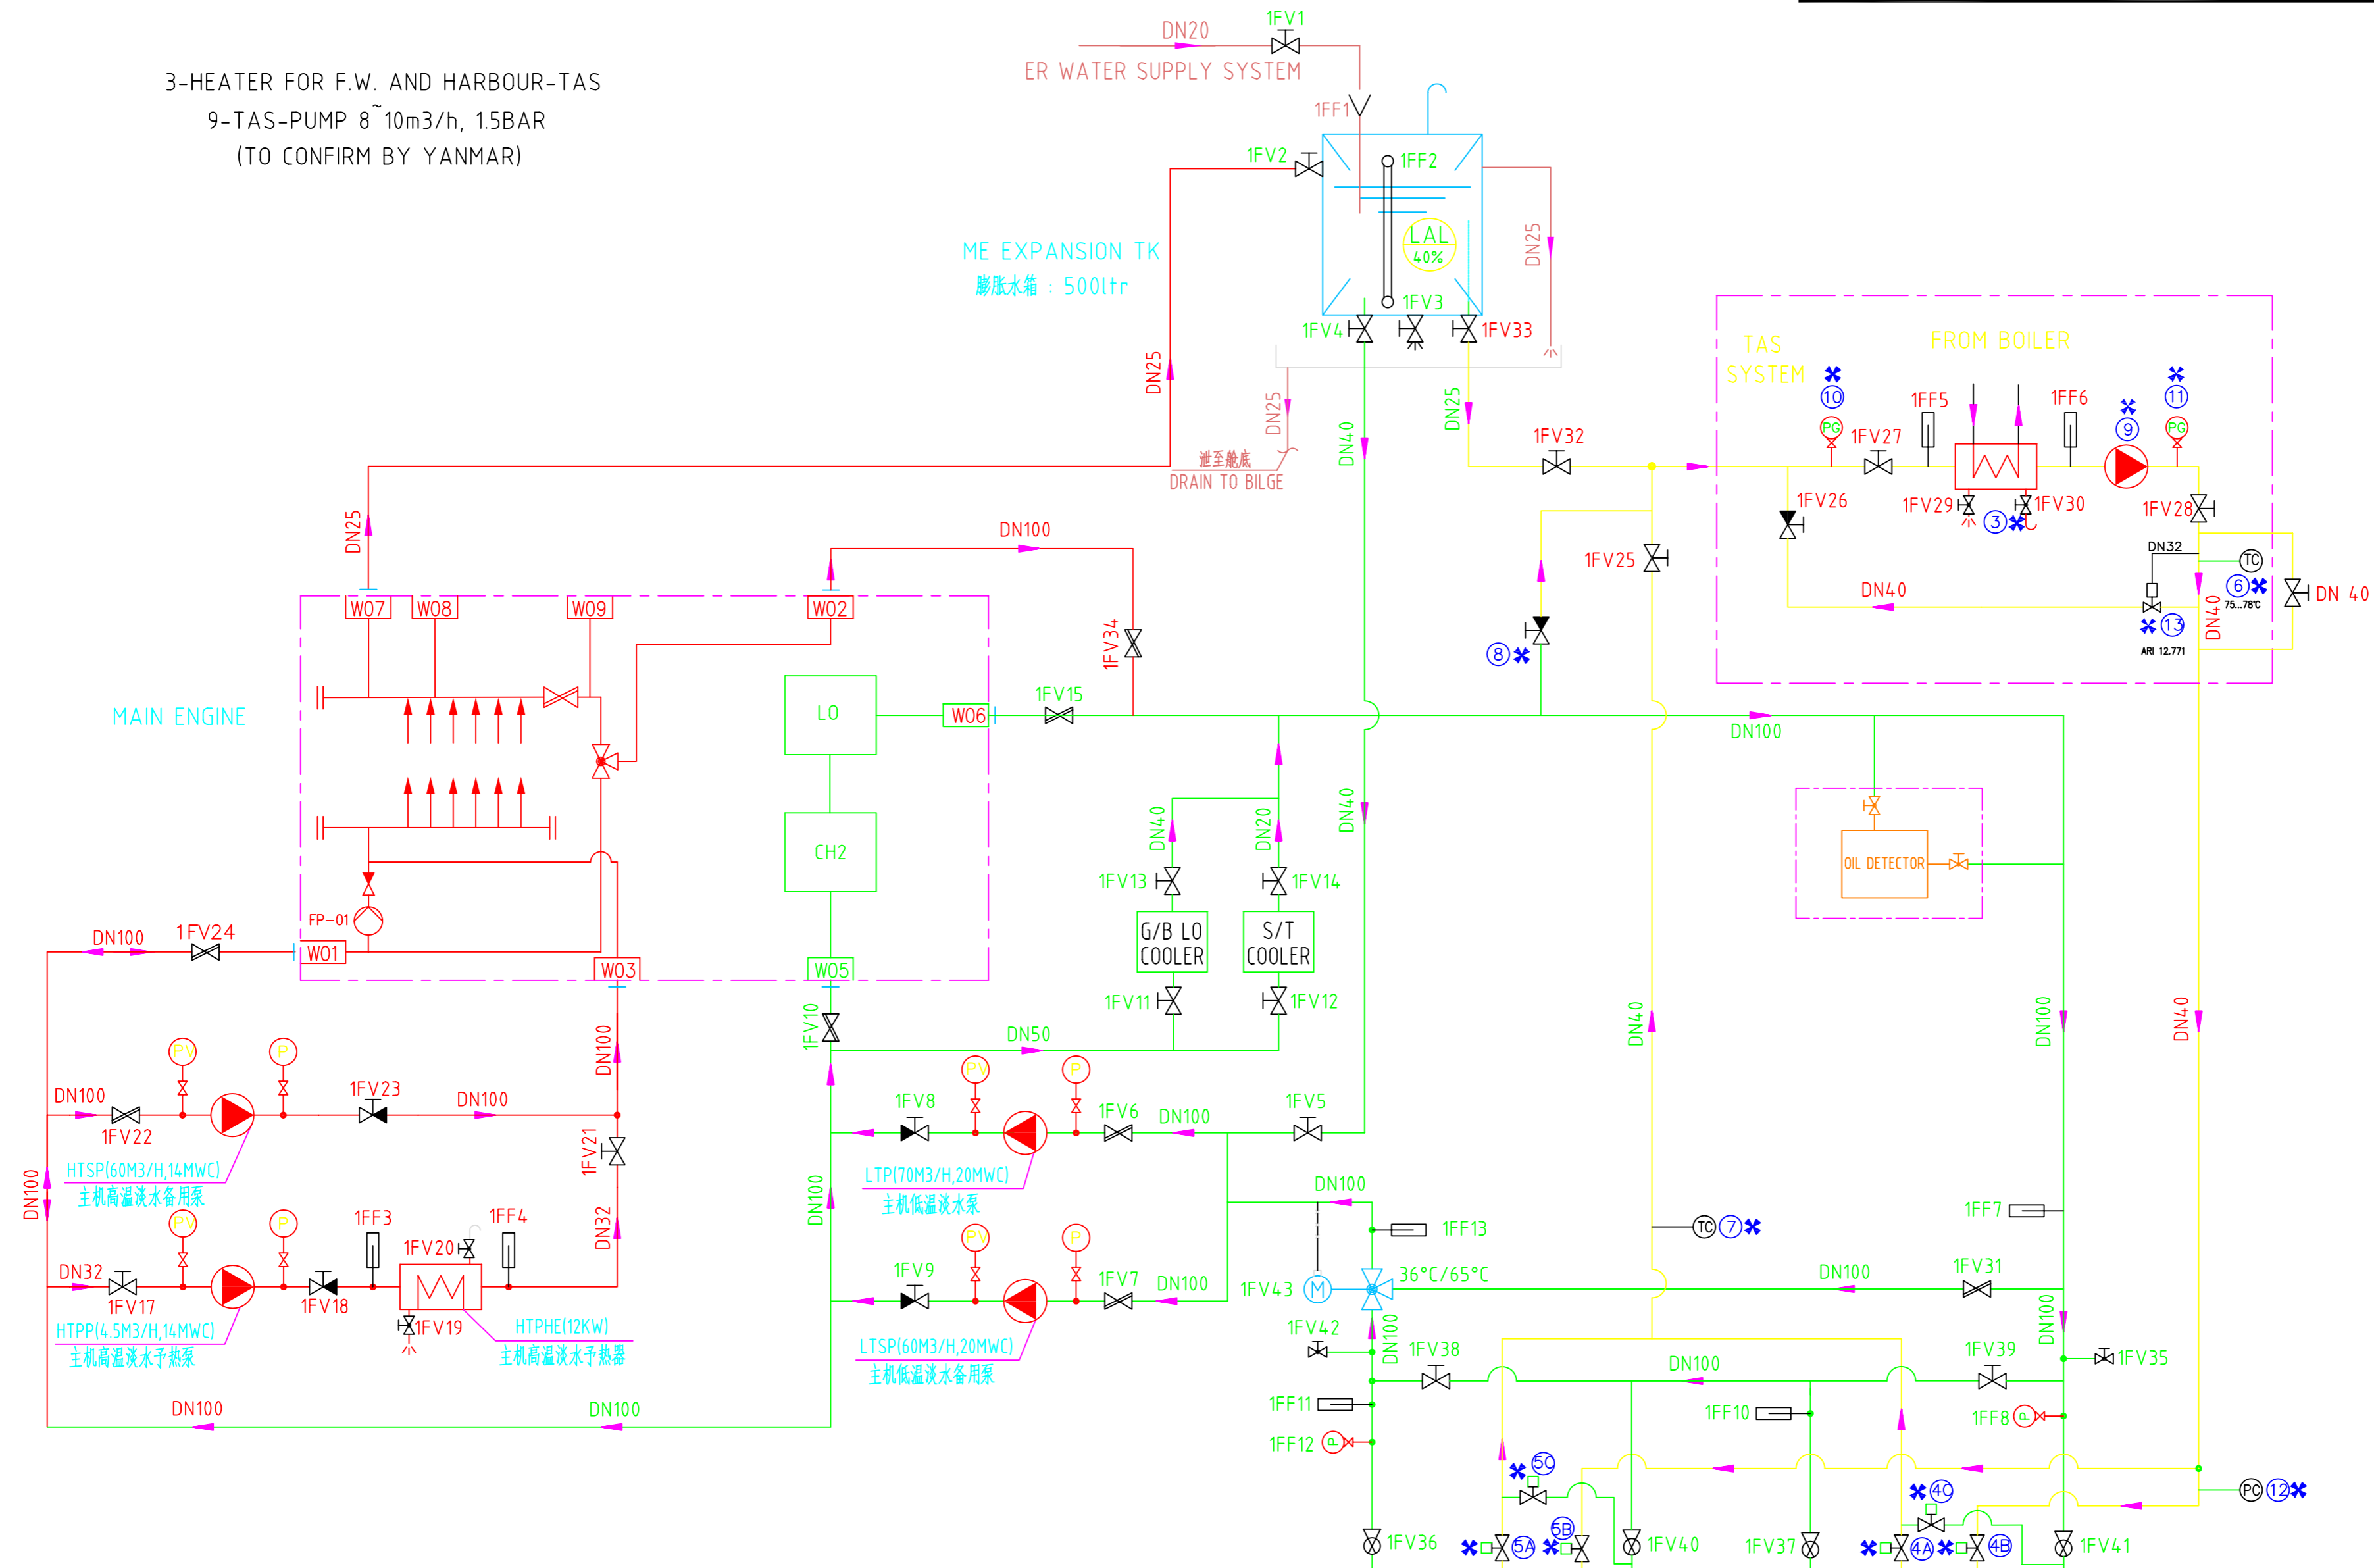 3-HEATER FOR F.W. AND HARBOUR-TAS
9-TAS-PUMP 8~10m3/h, 1.5BAR
(TO CONFIRM BY YANMAR)
DN20
1FV1
ER WATER SUPPLY SYSTEM
1FF1
1FV2
1FF2
LAL
40%
DN25
ME EXPANSION TK
膨胀水箱 : 500ltr
1FV3
1FV4
1FV33
DN25
DN25
DN40
DN25
泄至舱底
DRAIN TO BILGE
TAS
SYSTEM
FROM BOILER
10
11
9
PG
PG
1FF5
1FF6
1FV32
1FV27
1FV26
1FV29
3
1FV30
1FV28
DN32
TC
6
75...78℃
DN40
DN40
DN 40
13
ARI 12.771
DN25
DN100
1FV34
1FV25
8
W07
W08
W09
W02
MAIN ENGINE
LO
W06
1FV15
DN100
CH2
DN40
DN20
DN40
OIL DETECTOR
1FV13
1FV14
FP-01
G/B LO
COOLER
S/T
COOLER
DN100
1FV24
W01
W03
W05
1FV11
1FV12
DN100
1FV10
DN50
DN40
DN100
DN40
PV
P
DN100
1FV23
DN100
1FV22
1FV21
HTSP(60M3/H,14MWC)
主机高温淡水备用泵
DN100
PV
P
1FV8
1FV6
DN100
1FV5
LTP(70M3/H,20MWC)
主机低温淡水泵
DN100
DN100
PV
P
1FF3
1FF4
DN32
1FV20
DN32
1FV17
1FV18
1FV19
HTPP(4.5M3/H,14MWC)
主机高温淡水予热泵
HTPHE(12KW)
主机高温淡水予热器
PV
P
1FV9
1FV7
DN100
LTSP(60M3/H,20MWC)
主机低温淡水备用泵
1FF13
1FV43
M
36°C/65°C
TC
7
1FF7
DN100
1FV31
1FV42
DN100
1FV38
DN100
1FV39
DN100
1FV35
DN100
DN100
1FF11
1FF10
1FF8
P
1FF12
P
5C
4C
PC
12
1FV36
5A
5B
1FV40
1FV37
4A
4B
1FV41